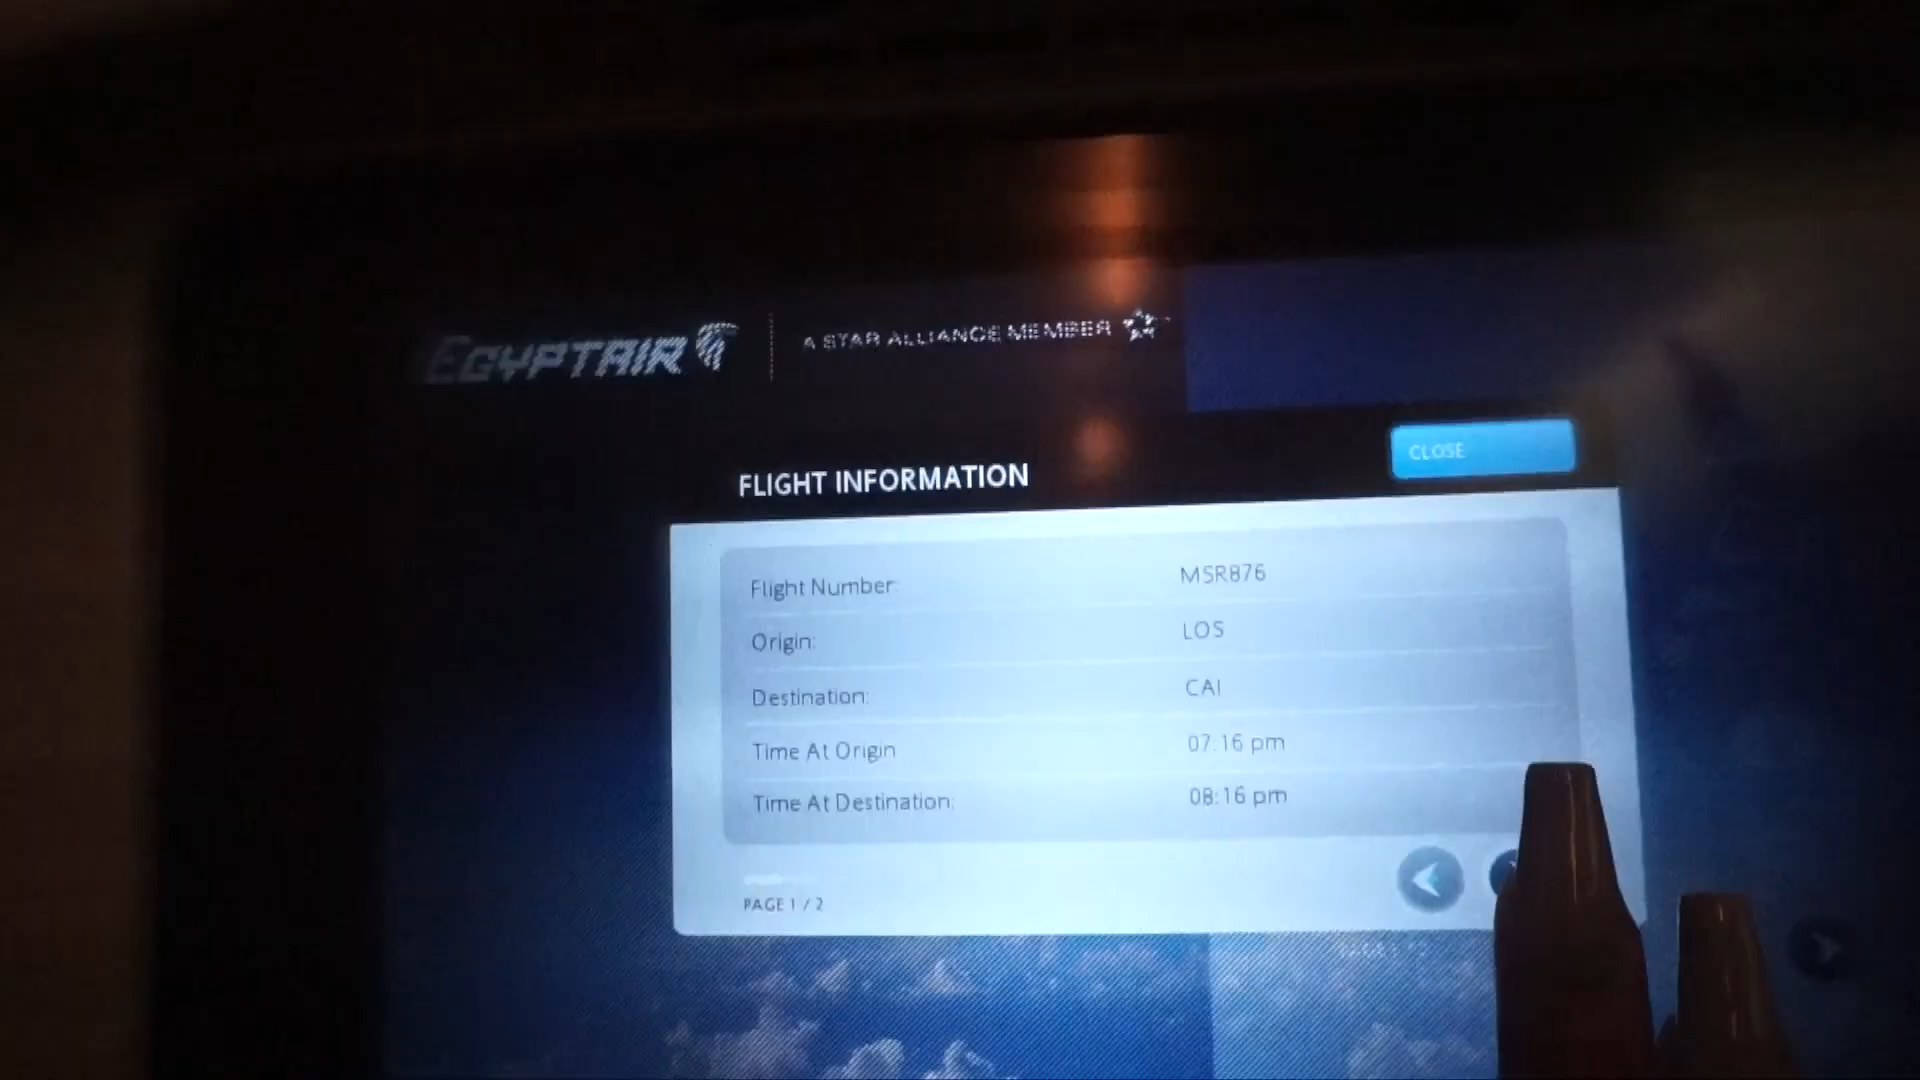 EGYPTAIR
A STAR ALLIANCE MEMBER
CLOSE
FLIGHT INFORMATION
Flight Number: MSR876
Origin: LOS
Destination: CAI
Time At Origin 07:16 pm
Time At Destination: 08:16 pm
PAGE 1 / 2